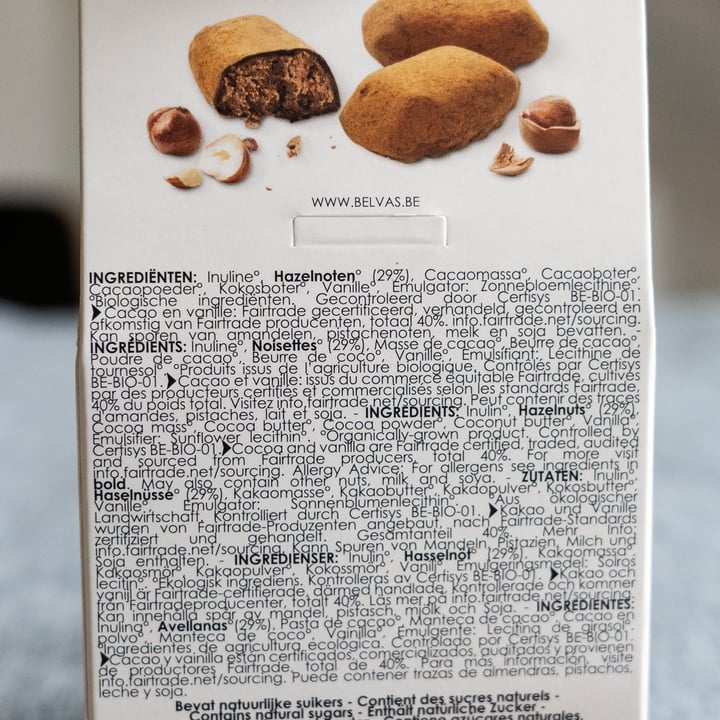 WWW.BELVAS.BE
INGREDIËNTEN: Inuline°, Hazelnoten° (29%), Cacaomassa°, Cacaoboter°,
Cacaopoeder°, Kokosboter°, Vanille°, Emulgator: Zonnebloemlecithine°.
°Biologische ingrediënten. Gecontroleerd door Certisys BE-BIO-01.
Cacao en vanille: Fairtrade gecertificeerd, verhandeld, gecontroleerd en
afkomstig van Fairtrade producenten, totaal 40%. info.fairtrade.net/sourcing.
Kan sporen van amandelen, pistachenoten, melk en soja bevatten. -
INGRÉDIENTS: Inuline°, Noisettes° (29%), Masse de cacao°, Beurre de cacao°,
Poudre de cacao°, Beurre de coco°, Vanille°, Emulsifiant: Lécithine de
tournesol°. °Produits issus de l'agriculture biologique. Contrôlés par Certisys
BE-BIO-01. Cacao et vanille: issus du commerce équitable Fairtrade, cultivés
par des producteurs certifiés et commercialisés selon les standards Fairtrade,
40% du poids total. Visitez info.fairtrade.net/sourcing. Peut contenir des traces
d'amandes, pistaches, lait et soja. - INGREDIENTS: Inulin°, Hazelnuts° (29%),
Cocoa mass°, Cocoa butter°, Cocoa powder°, Coconut butter°, Vanilla°,
Emulsifier: Sunflower lecithin°. °Organically-grown product. Controlled by
Certisys BE-BIO-01. Cocoa and vanilla are Fairtrade certified, traded, audited
and sourced from Fairtrade producers, total 40%. For more visit
info.fairtrade.net/sourcing. Allergy Advice: For allergens see ingredients in
bold. May also contain other nuts, milk and soya. - ZUTATEN: Inulin°,
Haselnüsse° (29%), Kakaomasse°, Kakaobutter°, Kakaopulver°, Kokosbutter°,
Vanille°, Emulgator: Sonnenblumenlecithin°. °Aus ökologischer
Landwirtschaft. Kontrolliert durch Certisys BE-BIO-01. Kakao und Vanille
wurden von Fairtrade-Produzenten angebaut, nach Fairtrade-Standards
zertifiziert und gehandelt. Gesamtanteil 40%. Mehr Info:
info.fairtrade.net/sourcing. Kann Spuren von Mandeln, Pistazien, Milch und
Soja enthalten. - INGREDIENSER: Inulin°, Hasselnöt° (29%), Kakaomassa°,
Kakaosmör°, Kakaopulver°, Kokossmör°, Vanilj°, Emulgeringsmedel: Solros
lecitin°. °Ekologisk ingrediens. Kontrolleras av Certisys BE-BIO-01. Kakao och
vanilj är Fairtrade-certifierade, därmed handlade, kontrollerade och kommer
från Fairtradeproducenter, total 40%. Läs mer på info.fairtrade.net/sourcing.
Kan innehålla spår av mandel, pistasch, mjölk och Soja. - INGREDIENTES:
Inulina°, Avellanas° (29%), Pasta de cacao°, Manteca de cacao°, Cacao en
polvo°, Manteca de coco°, Vainilla°, Emulgente: Lecitina de girasol°.
°Ingredientes de agricultura ecológica. Controlado por Certisys BE-BIO-01.
Cacao y vainilla están certificados, comercializados, auditados y provienen
de productores Fairtrade, total de 40%. Para más información, visite
info.fairtrade.net/sourcing. Puede contener trazas de almendras, pistachos,
leche y soja.
Bevat natuurlijke suikers - Contient des sucres naturels -
Contains natural sugars - Enthält natürliche Zucker -
Contiene azúcares naturales.